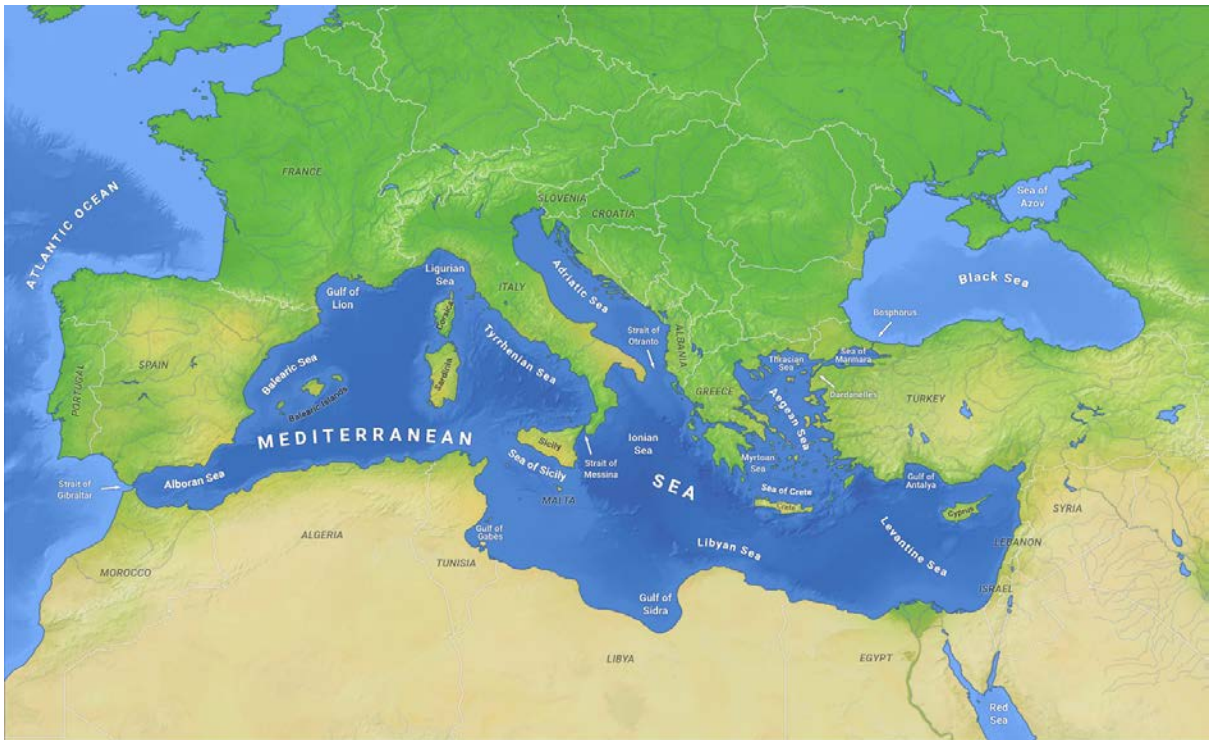 ATLANTIC OCEAN
FRANCE
SLOVENIA
CROATIA
Sea of
Azov
Black Sea
Gulf of
Lion
Ligurian
Sea
ITALY
Adriatic Sea
Corsica
Tyrrhenian Sea
Strait of
Otranto
ALBANIA
Bosphorus
Thracian
Sea
Sea of
Marmara
Dardanelles
PORTUGAL
SPAIN
Balearic Sea
Balearic Islands
Sardinia
GREECE
Aegean Sea
TURKEY
MEDITERRANEAN
SEA
Sicily
Sea of Sicily
Strait of
Messina
Ionian
Sea
Myrtoan
Sea
Gulf of
Antalya
Strait of
Gibraltar
Alboran Sea
MALTA
Sea of Crete
Crete
Cyprus
SYRIA
LEBANON
Gulf of
Gabès
ALGERIA
MOROCCO
TUNISIA
Libyan Sea
Levantine Sea
ISRAEL
Gulf of
Sidra
LIBYA
EGYPT
Red
Sea